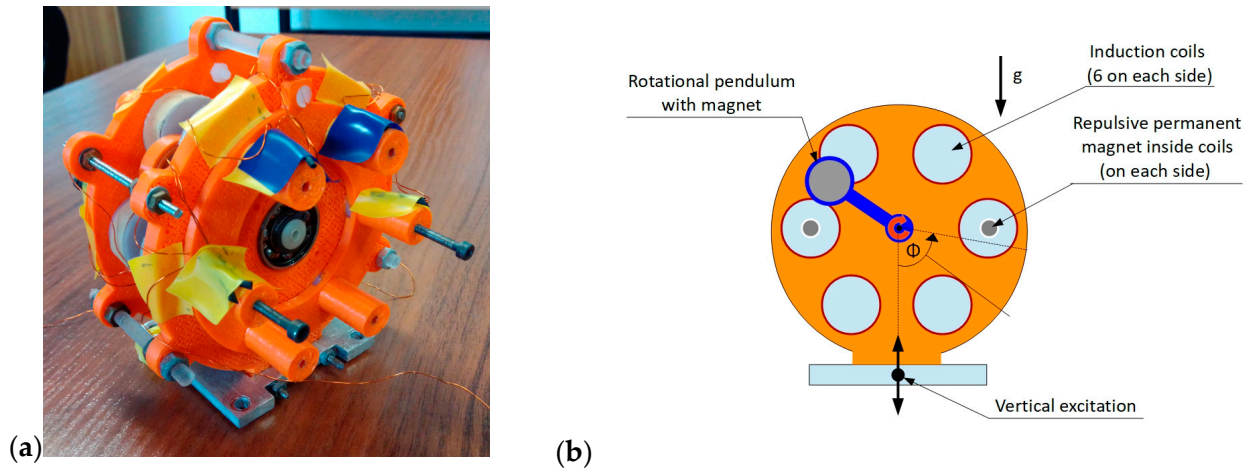 Induction coils
(6 on each side)
g
Rotational pendulum
with magnet
Repulsive permanent
magnet inside coils
(on each side)
Φ
Vertical excitation
(a)
(b)